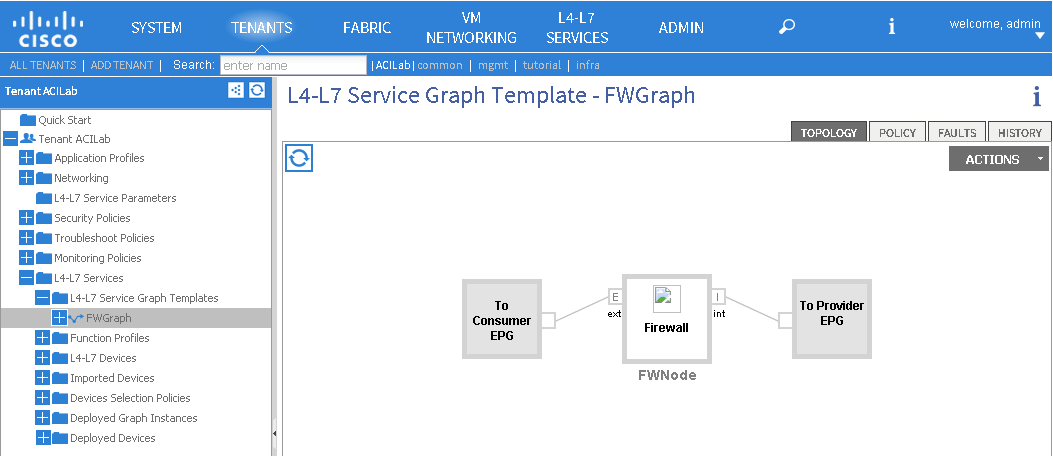 CISCO
SYSTEM TENANTS FABRIC VM NETWORKING L4-L7 SERVICES ADMIN i welcome, admin
ALL TENANTS | ADD TENANT | Search: enter name |ACILab| common | mgmt | tutorial | infra
Tenant ACILab
Quick Start
Tenant ACILab
Application Profiles
Networking
L4-L7 Service Parameters
Security Policies
Troubleshoot Policies
Monitoring Policies
L4-L7 Services
L4-L7 Service Graph Templates
FWGraph
Function Profiles
L4-L7 Devices
Imported Devices
Devices Selection Policies
Deployed Graph Instances
Deployed Devices
L4-L7 Service Graph Template - FWGraph i
TOPOLOGY POLICY FAULTS HISTORY
ACTIONS
To
Consumer
EPG
E
ext
Firewall
I
int
FWNode
To Provider
EPG